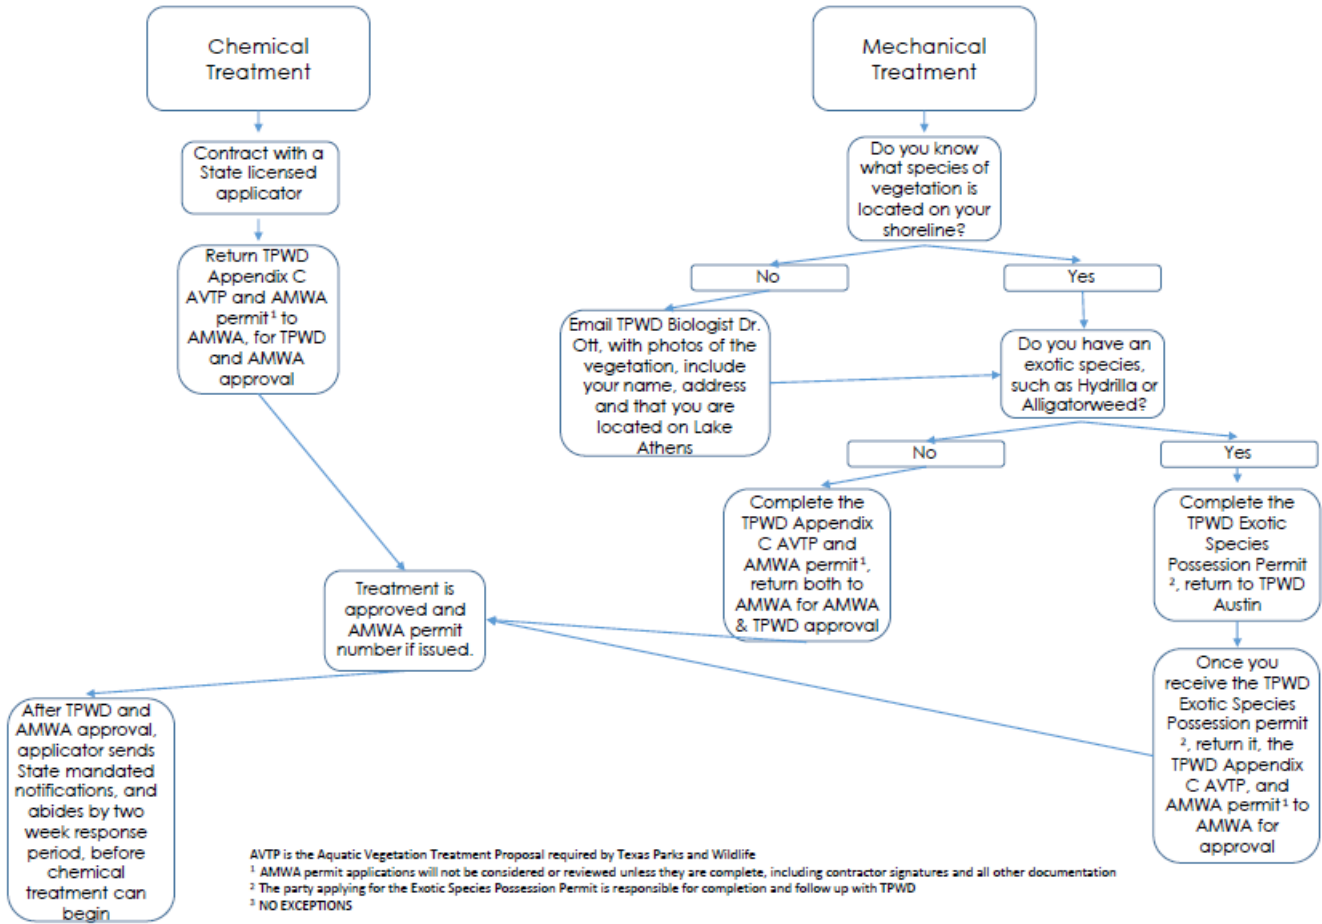 Chemical
Treatment
Contract with a
State licensed
applicator
Return TPWD
Appendix C
AVTP and AMWA
permit¹ to
AMWA, for TPWD
and AMWA
approval
Mechanical
Treatment
Do you know
what species of
vegetation is
located on your
shoreline?
No
Yes
Email TPWD Biologist Dr.
Ott, with photos of the
vegetation, include
your name, address
and that you are
located on Lake
Athens
Do you have an
exotic species,
such as Hydrilla or
Alligatorweed?
No
Yes
Complete the
TPWD Appendix
C AVTP and
AMWA permit¹,
return both to
AMWA for AMWA
& TPWD approval
Complete the
TPWD Exotic
Species
Possession Permit
², return to TPWD
Austin
Once you
receive the TPWD
Exotic Species
Possession permit
², return it, the
TPWD Appendix
C AVTP, and
AMWA permit¹ to
AMWA for
approval
Treatment is
approved and
AMWA permit
number if issued.
After TPWD and
AMWA approval,
applicator sends
State mandated
notifications, and
abides by two
week response
period, before
chemical
treatment can
begin
AVTP is the Aquatic Vegetation Treatment Proposal required by Texas Parks and Wildlife
¹ AMWA permit applications will not be considered or reviewed unless they are complete, including contractor signatures and all other documentation
² The party applying for the Exotic Species Possession Permit is responsible for completion and follow up with TPWD
³ NO EXCEPTIONS